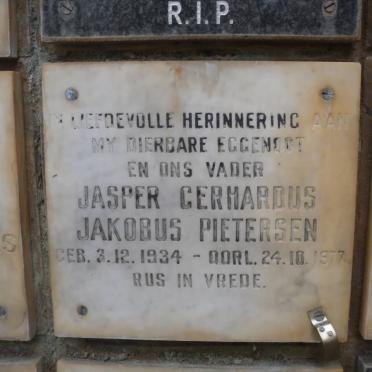 R.I.P.
IN LIEFDEVOLLE HERINNERING AAN
MY DIERBARE EGGENOOT
EN ONS VADER
JASPER GERHARDUS
JAKOBUS PIETERSEN
GEB. 3.12.1934 - OORL. 24.10.1977
RUS IN VREDE.